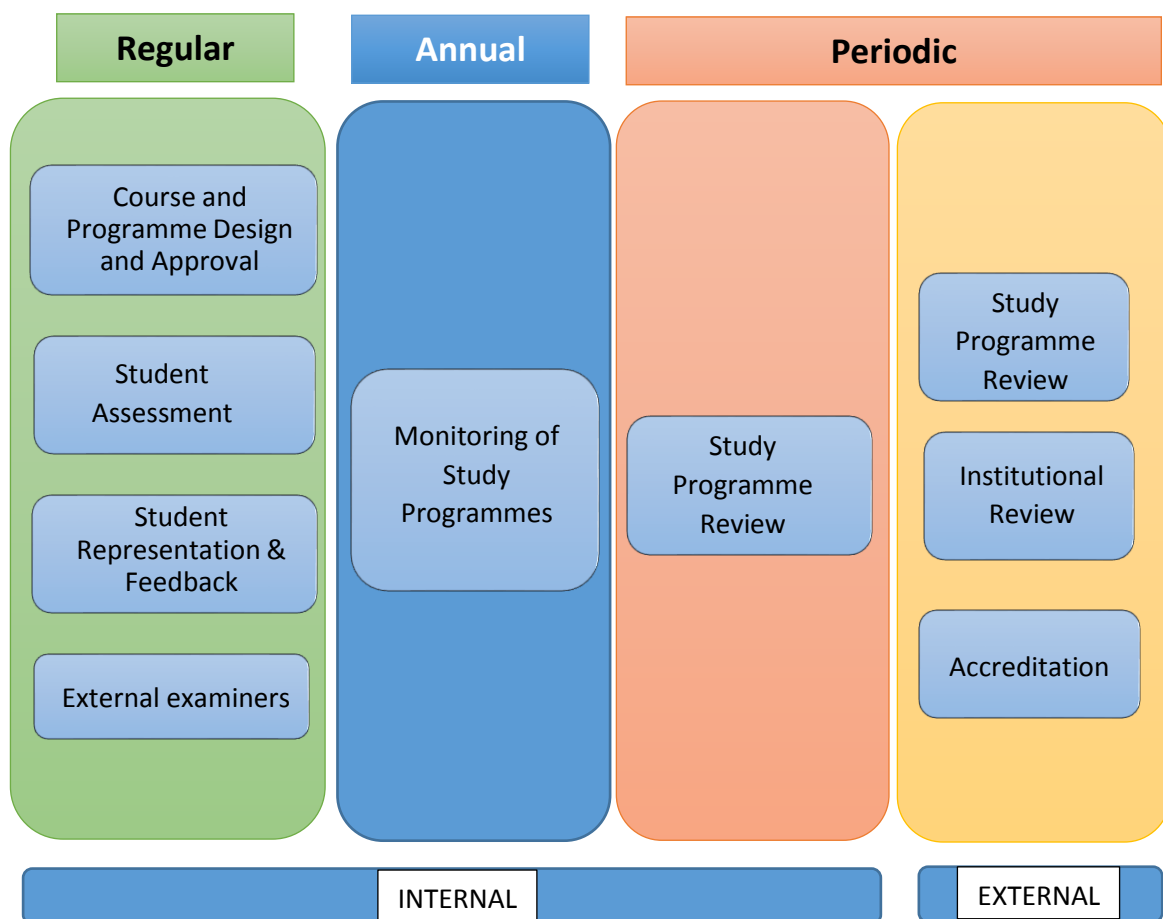 Regular
Annual
Periodic
Course and
Programme Design
and Approval
Student
Assessment
Student
Representation &
Feedback
External examiners
Monitoring of
Study
Programmes
Study
Programme
Review
Study
Programme
Review
Institutional
Review
Accreditation
INTERNAL
EXTERNAL